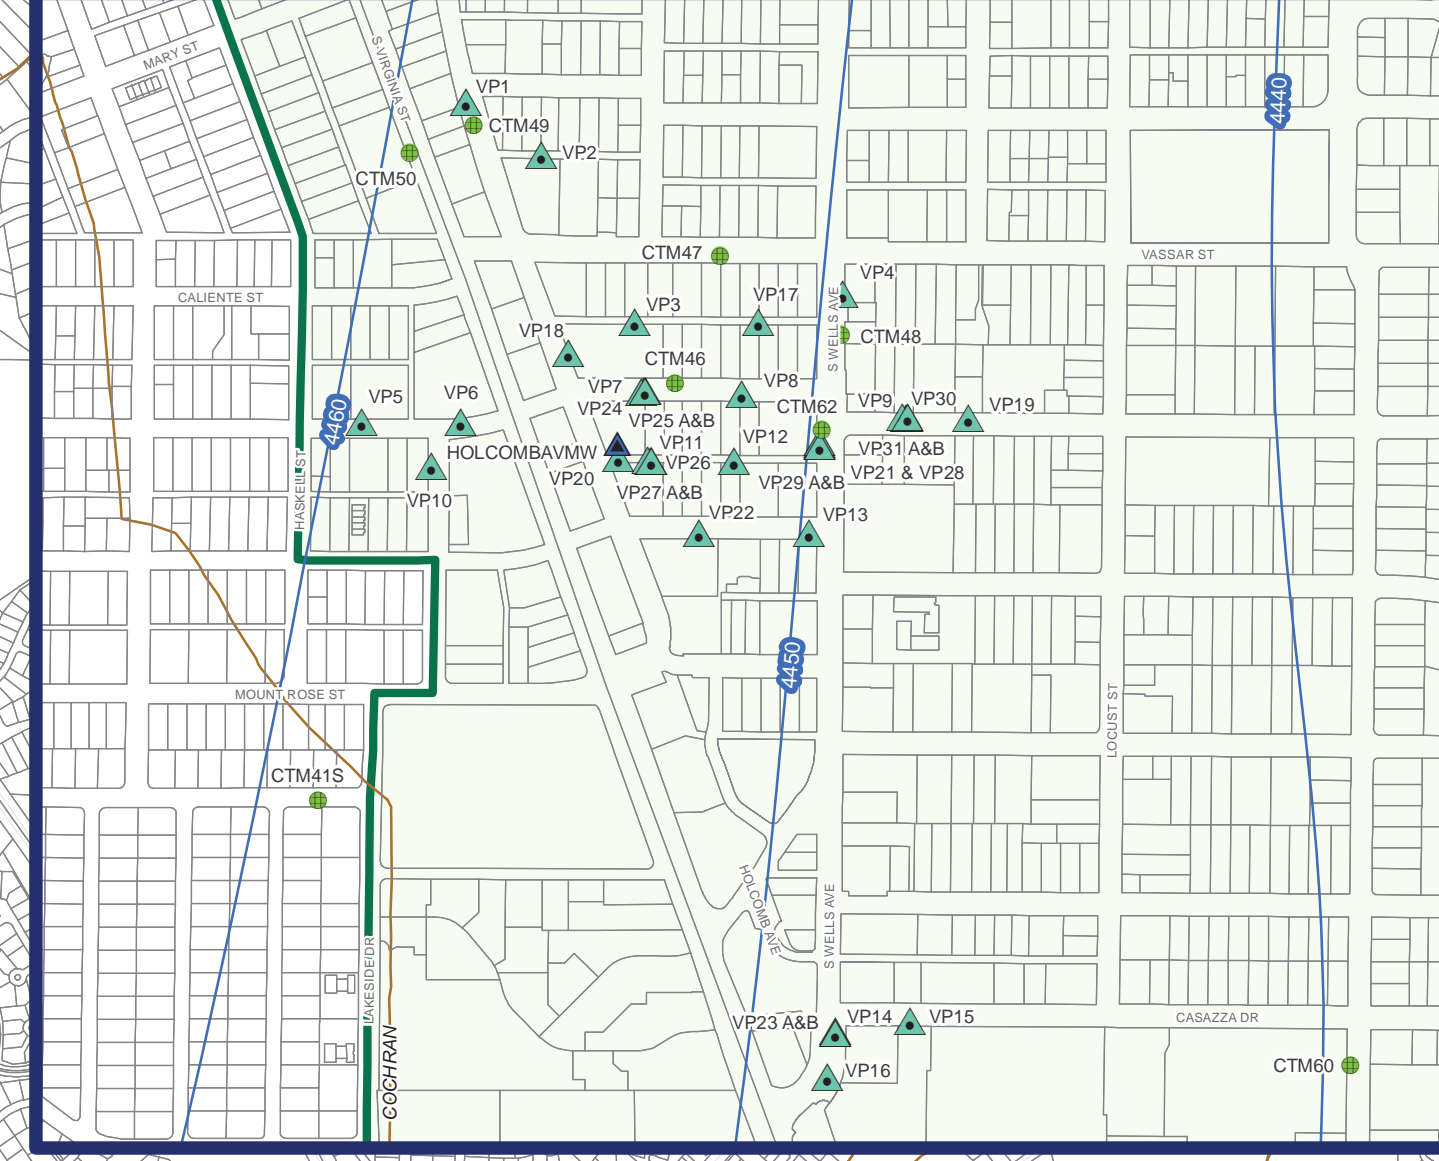 MARY ST
S VIRGINIA ST
VP1
4440
CTM49
VP2
CTM50
CTM47
VASSAR ST
VP4
CALIENTE ST
VP17
VP3
S WELLS AVE
VP18
CTM48
CTM46
VP7
VP8
VP5
VP6
VP9
VP30
VP19
4460
VP24
CTM62
VP25 A&B
VP12
VP11
HOLCOMBAVMW
VP31 A&B
VP26
VP21 & VP28
VP20
VP29 A&B
HASKELL ST
VP10
VP27 A&B
VP22
VP13
4450
MOUNT ROSE ST
LOCUST ST
CTM41S
HOLCOMB AVE
S WELLS AVE
LAKESIDE DR
VP23 A&B
VP14
VP15
CASAZZA DR
COCHRAN
VP16
CTM60